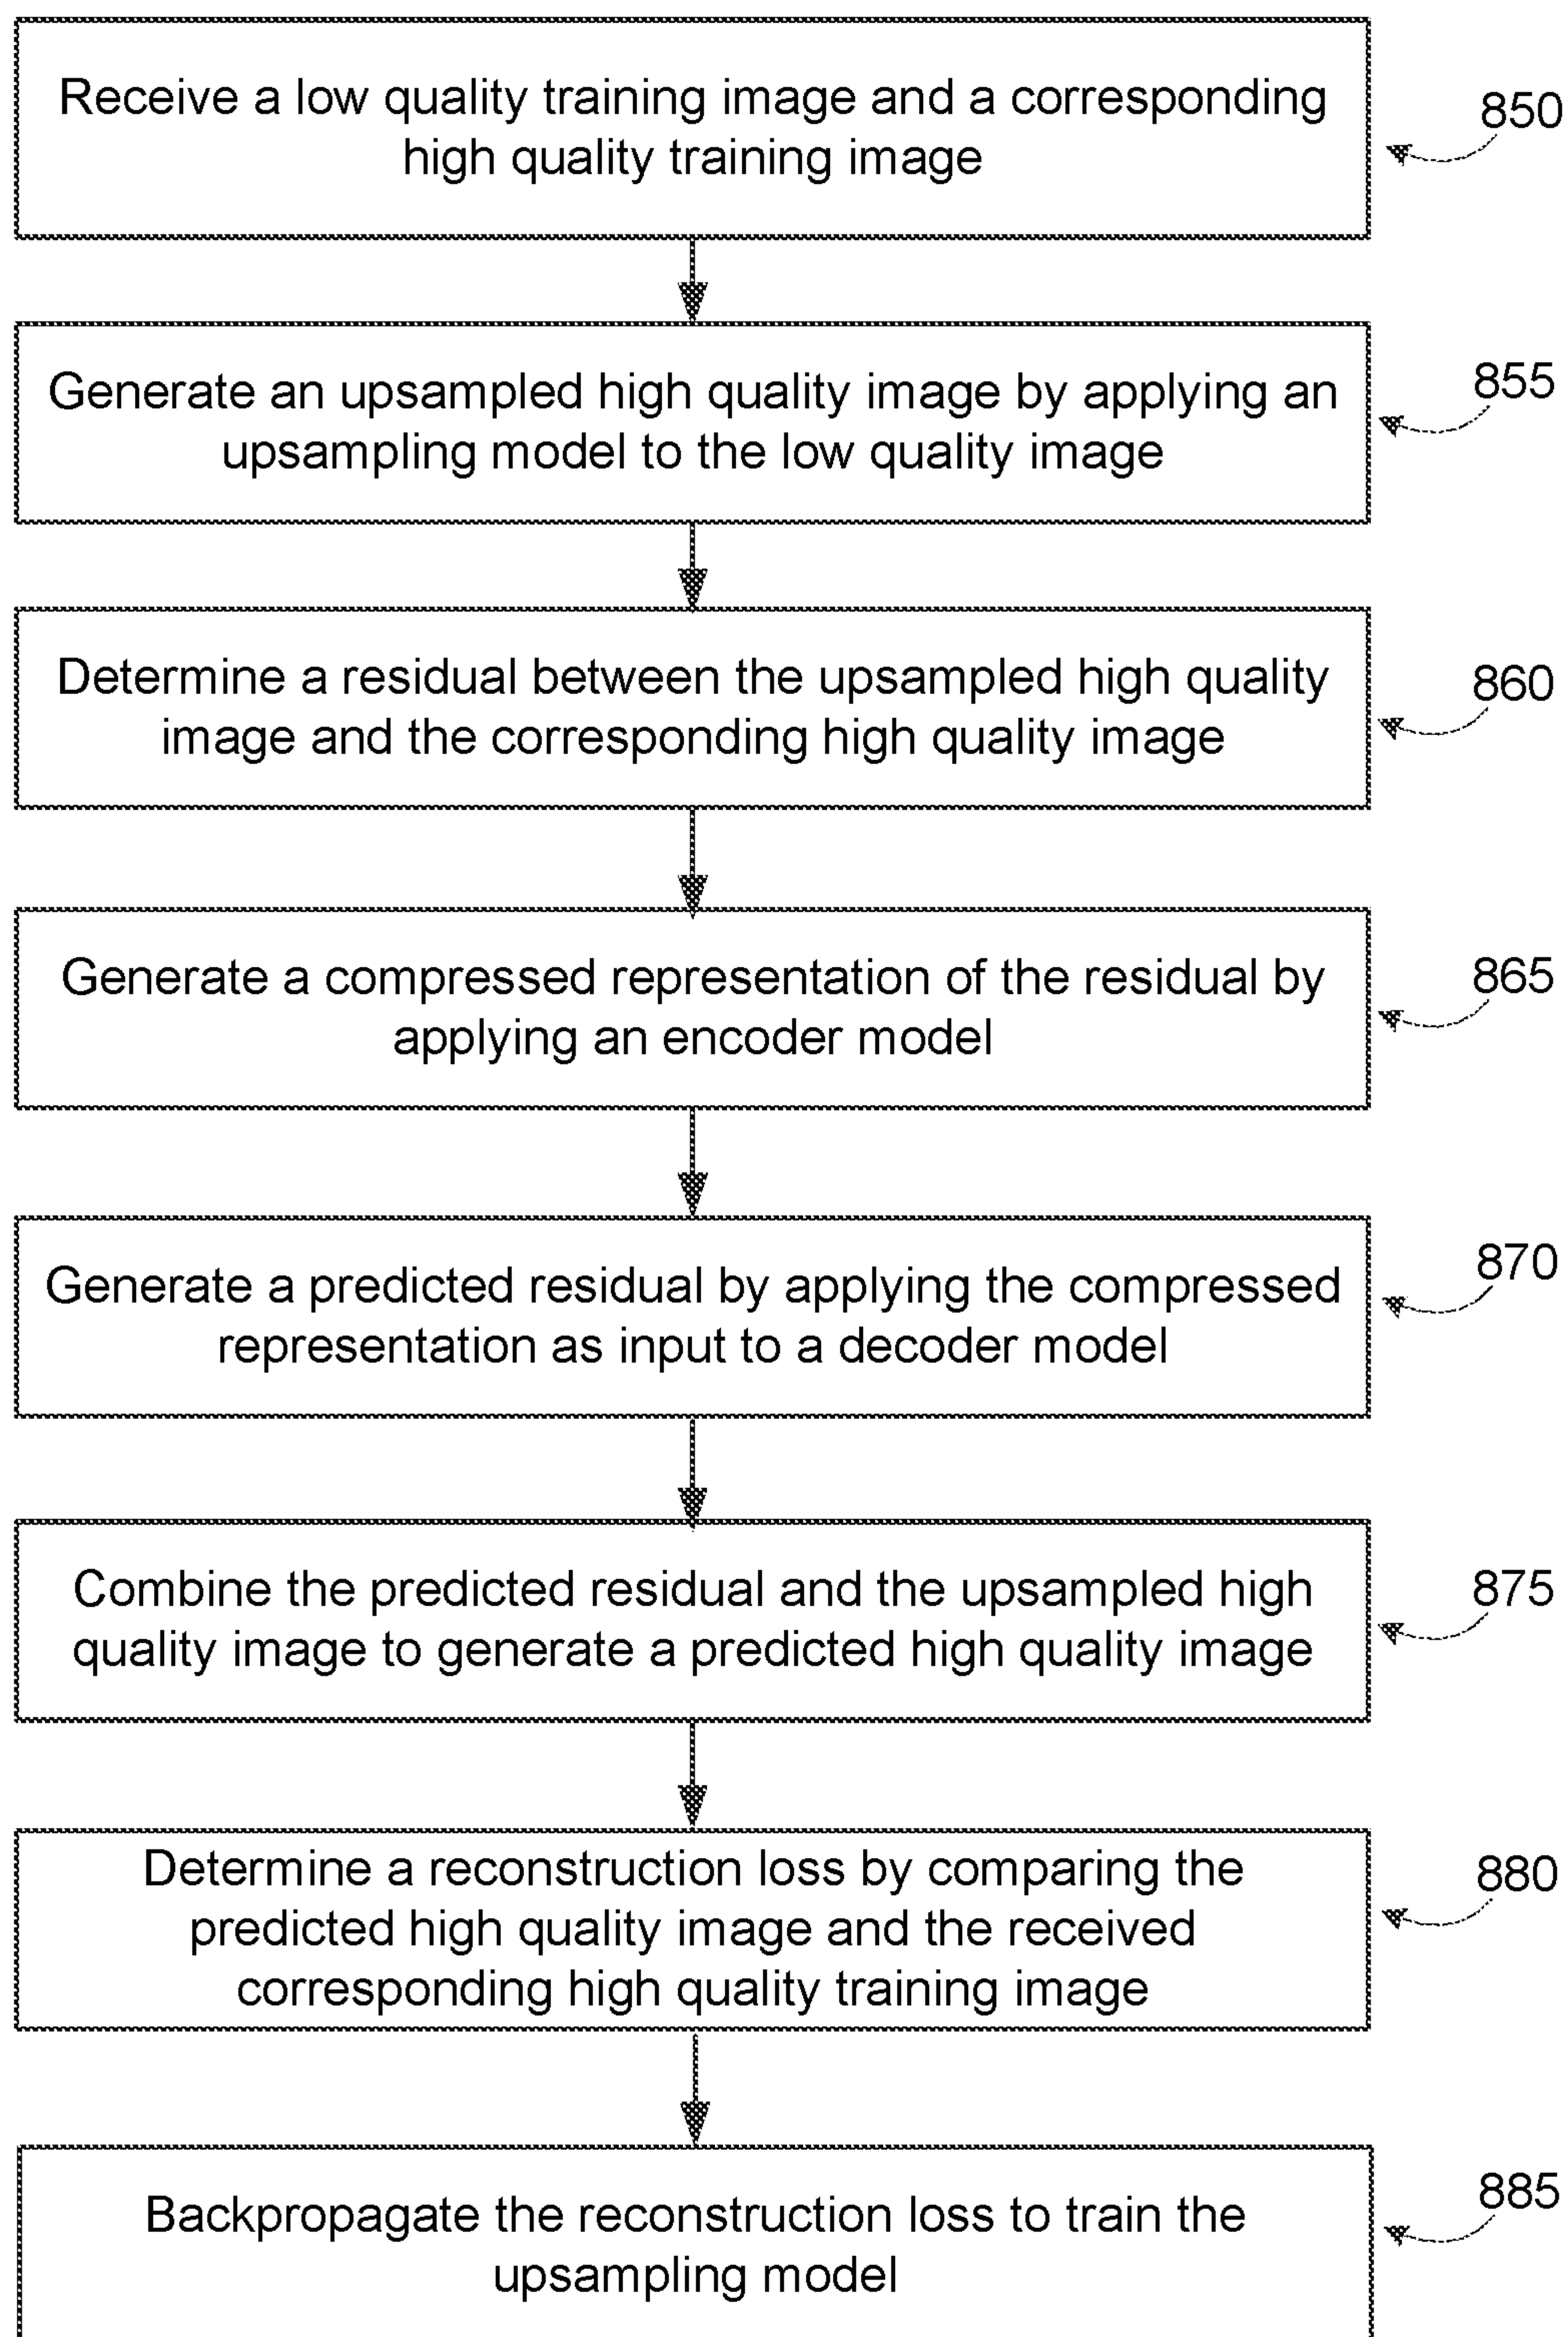 Receive a low quality training image and a corresponding
high quality training image
850
Generate an upsampled high quality image by applying an
upsampling model to the low quality image
855
Determine a residual between the upsampled high quality
image and the corresponding high quality image
860
Generate a compressed representation of the residual by
applying an encoder model
865
Generate a predicted residual by applying the compressed
representation as input to a decoder model
870
Combine the predicted residual and the upsampled high
quality image to generate a predicted high quality image
875
Determine a reconstruction loss by comparing the
predicted high quality image and the received
corresponding high quality training image
880
Backpropagate the reconstruction loss to train the
upsampling model
885